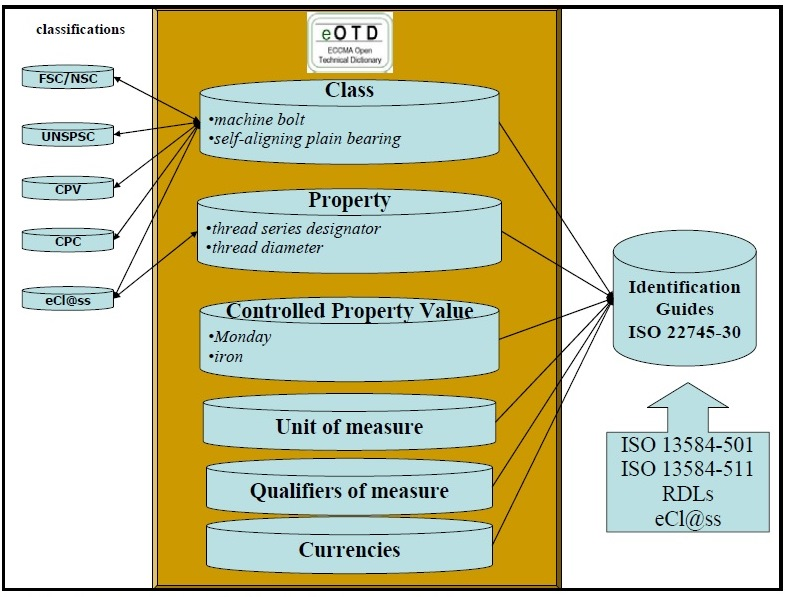 classifications
FSC/NSC
UNSPSC
CPV
CPC
eCl@ss
eOTD
ECCMA Open
Technical Dictionary
Class
•machine bolt
•self-aligning plain bearing
Property
•thread series designator
•thread diameter
Controlled Property Value
•Monday
•iron
Unit of measure
Qualifiers of measure
Currencies
Identification
Guides
ISO 22745-30
ISO 13584-501
ISO 13584-511
RDLs
eCl@ss